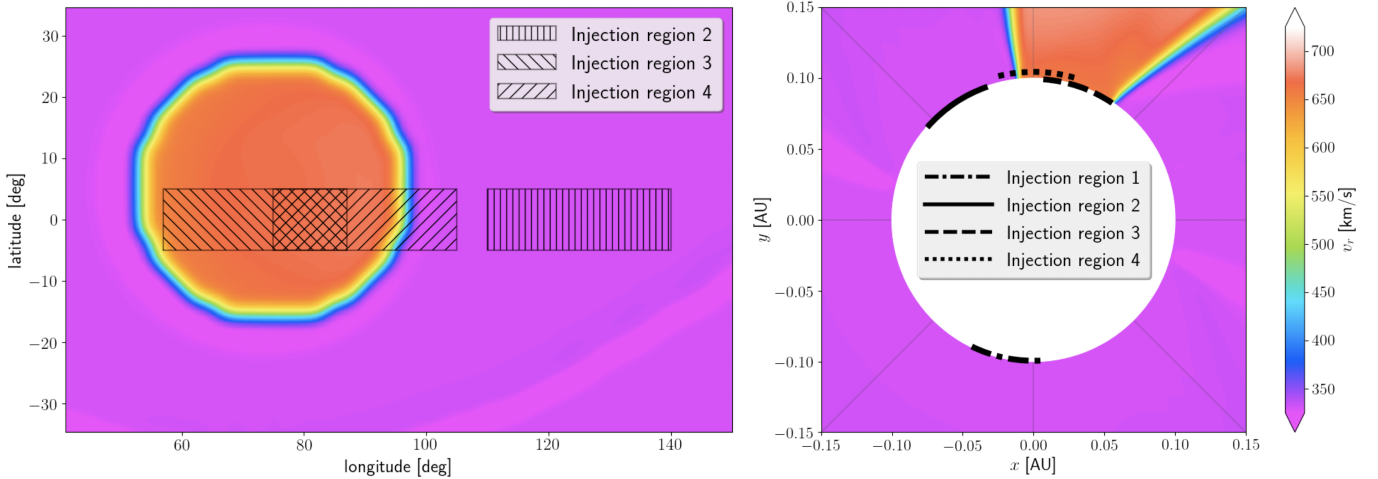 30
20
10
0
−10
−20
−30
latitude [deg]
60
80
100
120
140
longitude [deg]
Injection region 2
Injection region 3
Injection region 4
0.15
0.10
0.05
0.00
−0.05
−0.10
−0.15
y [AU]
−0.15
−0.10
−0.05
0.00
0.05
0.10
0.15
x [AU]
Injection region 1
Injection region 2
Injection region 3
Injection region 4
700
650
600
550
500
450
400
350
v_r [km/s]